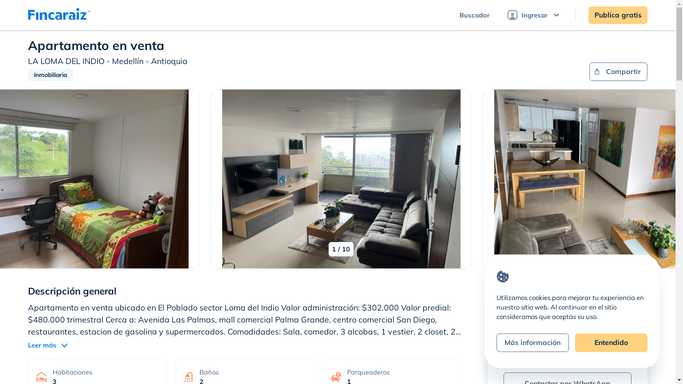 Fincaraiz
Buscador
Ingresar
Publica gratis
Apartamento en venta
LA LOMA DEL INDIO - Medellín - Antioquia
Inmobiliaria
Compartir
1 / 10
Descripción general
Apartamento en venta ubicado en El Poblado sector Loma del Indio Valor administración: $302.000 Valor predial:
$480.000 trimestral Cerca a: Avenida Las Palmas, mall comercial Palma Grande, centro comercial San Diego,
restaurantes, estacion de gasolina y supermercados. Comodidades: Sala, comedor, 3 alcobas, 1 vestier, 2 closet, 2...
Leer más
Habitaciones
3
Baños
2
Parqueaderos
1
Utilizamos cookies para mejorar tu experiencia en
nuestro sitio web. Al continuar en el sitio
consideramos que aceptas su uso.
Más información
Entendido
Contactar por WhatsApp